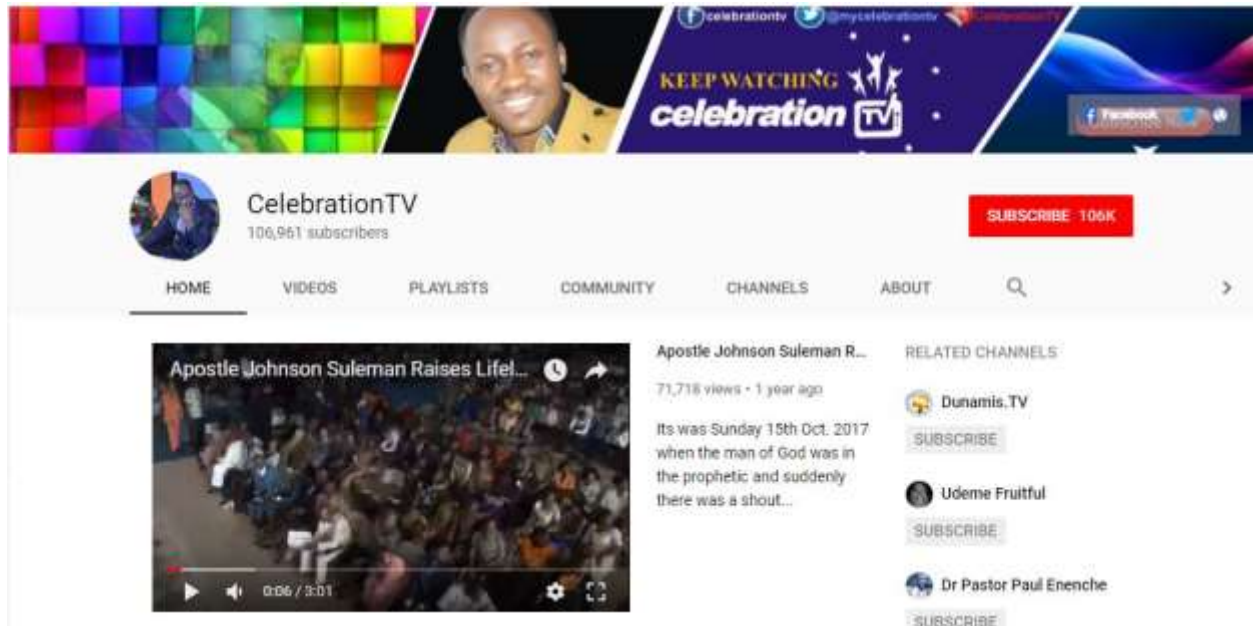 celebrationtv @mycelebrationtv CelebrationTV
KEEP WATCHING
celebration TV
Facebook
CelebrationTV
106,961 subscribers
SUBSCRIBE 106K
HOME VIDEOS PLAYLISTS COMMUNITY CHANNELS ABOUT
Apostle Johnson Suleman Raises Lifel...
0:06 / 3:01
Apostle Johnson Suleman R...
71,718 views • 1 year ago
Its was Sunday 15th Oct. 2017
when the man of God was in
the prophetic and suddenly
there was a shout...
RELATED CHANNELS
Dunamis.TV
SUBSCRIBE
Udeme Fruitful
SUBSCRIBE
Dr Pastor Paul Enenche
SUBSCRIBE